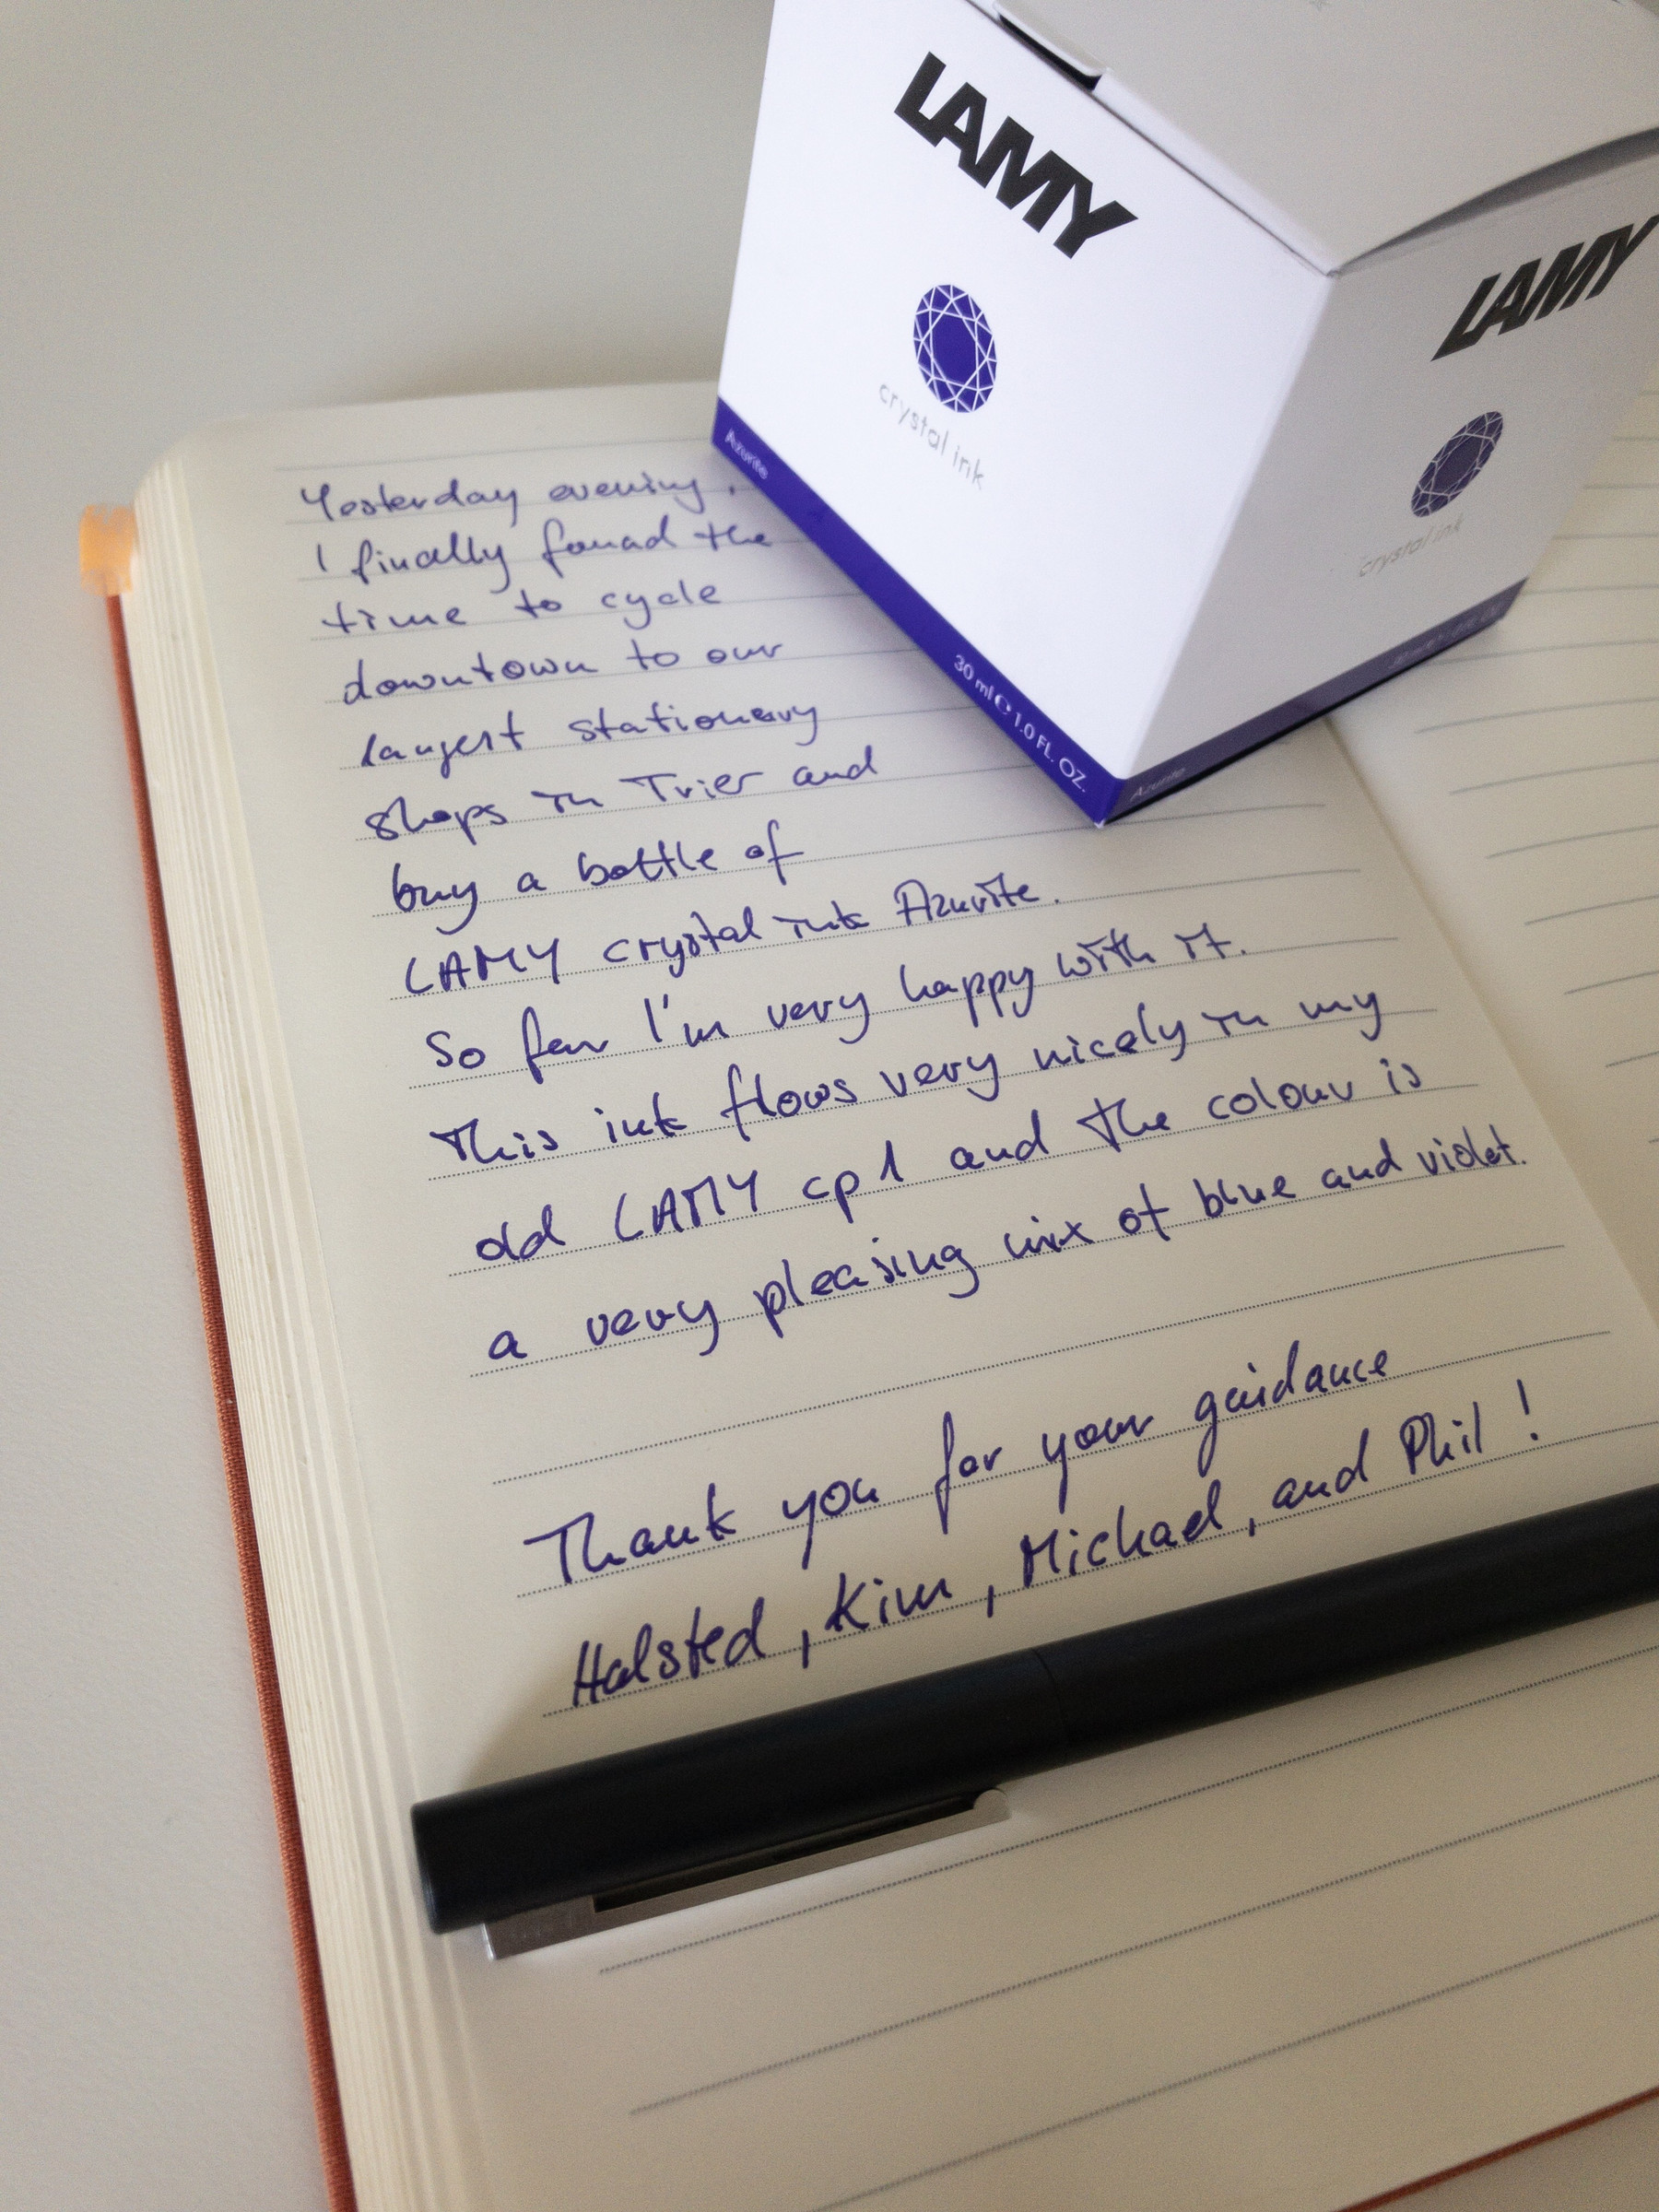 LAMY
crystal ink
Azurite
30 ml e 1.0 FL. OZ.
LAMY
crystal ink
Azurite
Yesterday evening,
I finally found the
time to cycle
downtown to our
largest stationery
shops in Trier and
buy a bottle of
LAMY crystal ink Azurite.
So far I'm very happy with it.
This ink flows very nicely in my
old LAMY cp1 and the colour is
a very pleasing mix of blue and violet.
Thank you for your guidance
Halsted, Kim, Michael, and Phil!